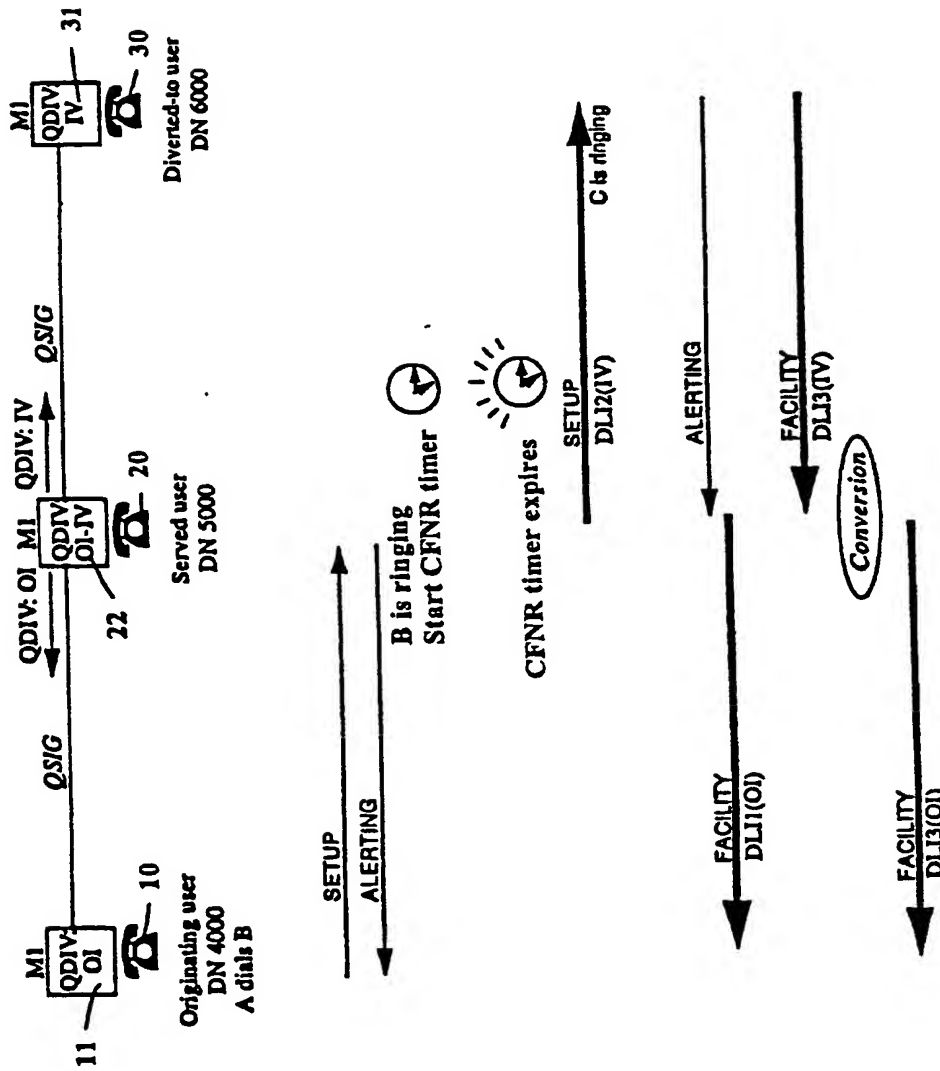 M1
QDIV:
OI
11
10
Originating user
DN 4000
A dials B
QSIG
QDIV: OI
M1
QDIV
OI-IV
22
20
Served user
DN 5000
QDIV: IV
QSIG
M1
QDIV:
IV
31
30
Diverted-to user
DN 6000
SETUP
ALERTING
B is ringing
Start CFNR timer
CFNR timer expires
SETUP
DLI2(IV)
C is ringing
ALERTING
FACILITY
DLI1(OI)
FACILITY
DLI3(IV)
Conversion
FACILITY
DLI3(OI)